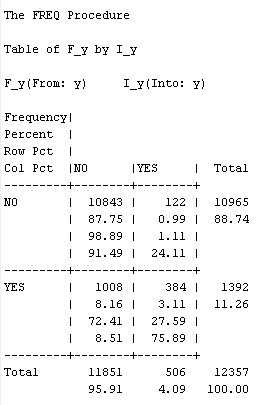 The FREQ Procedure
Table of F_y by I_y
F_y(From: y)     I_y(Into: y)
Frequency|
Percent  |
Row Pct  |
Col Pct  |NO      |YES     |  Total
---------+--------+--------+
NO       |  10843 |    122 |  10965
         |  87.75 |   0.99 |  88.74
         |  98.89 |   1.11 |
         |  91.49 |  24.11 |
---------+--------+--------+
YES      |   1008 |    384 |   1392
         |   8.16 |   3.11 |  11.26
         |  72.41 |  27.59 |
         |   8.51 |  75.89 |
---------+--------+--------+
Total       11851      506    12357
            95.91     4.09   100.00